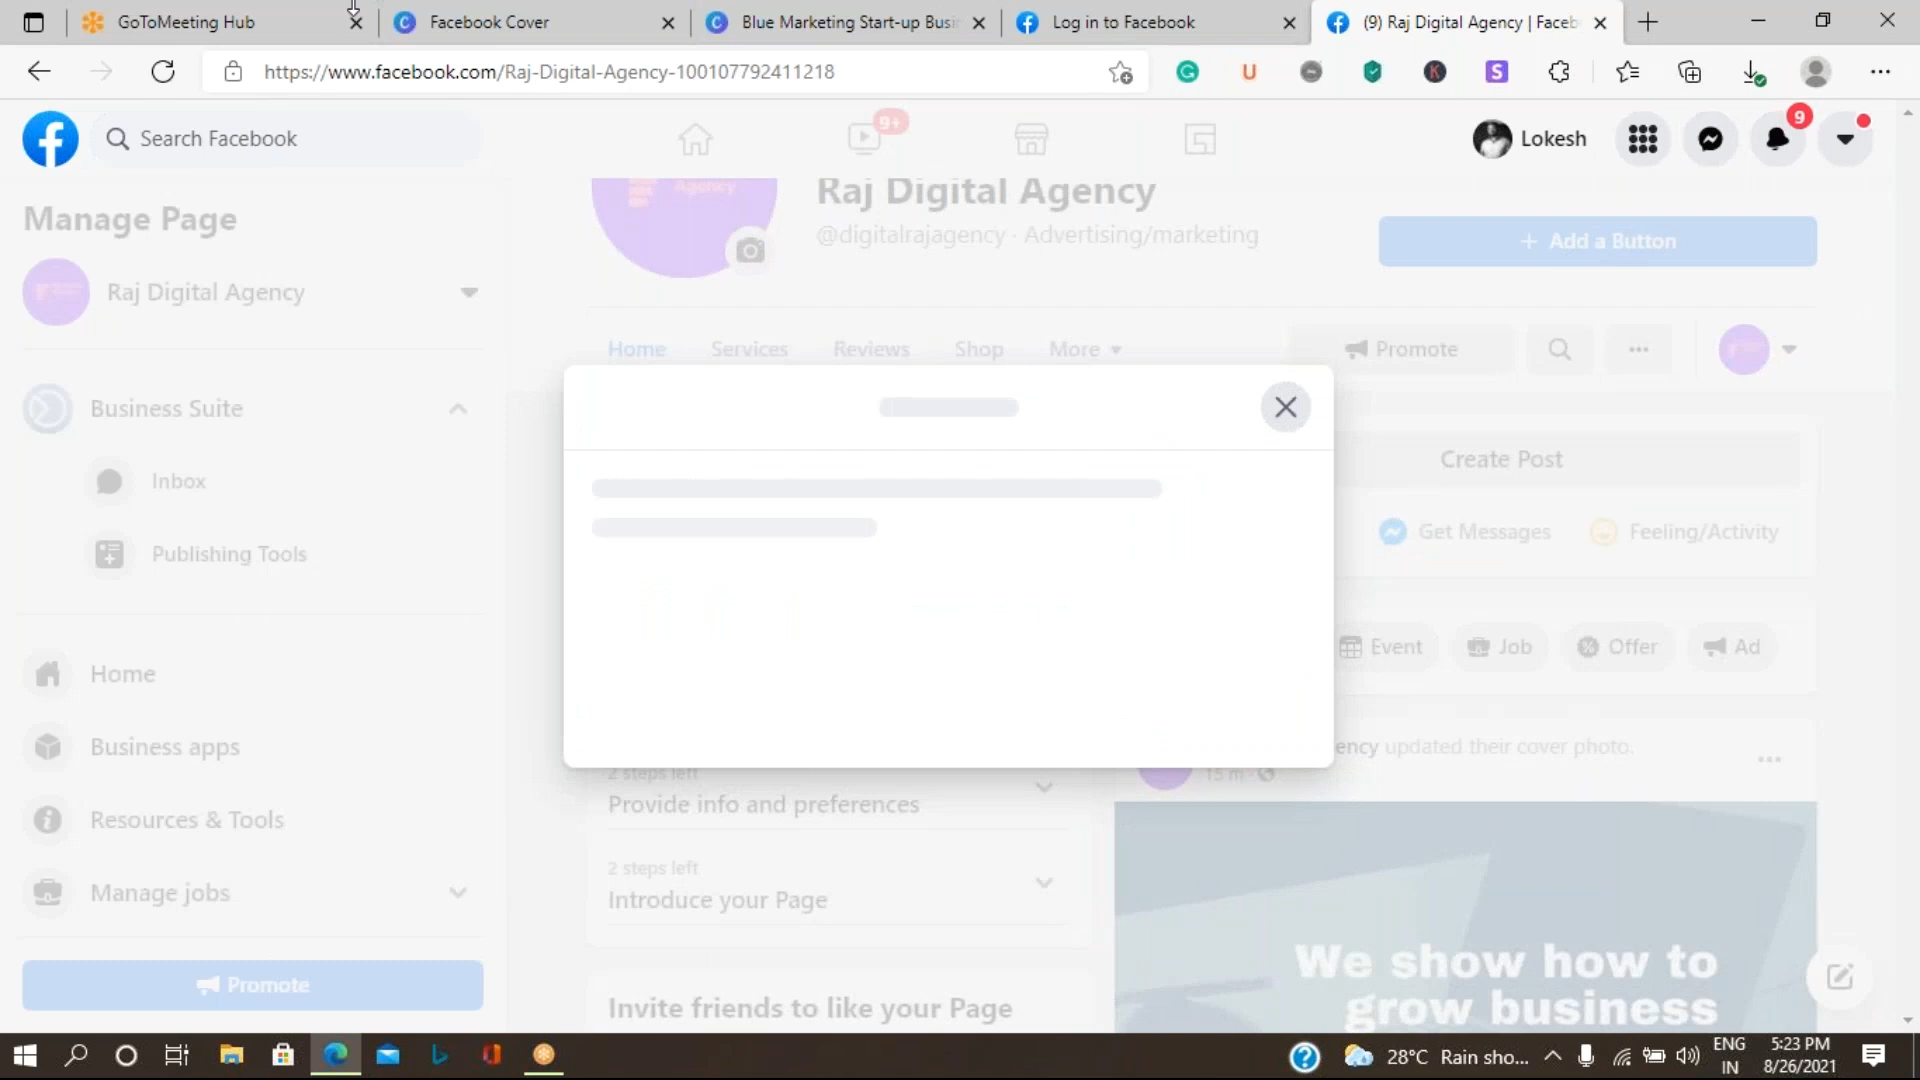 GoToMeeting Hub
Facebook Cover
Blue Marketing Start-up Busi
Log in to Facebook
(9) Raj Digital Agency | Faceb
https://www.facebook.com/Raj-Digital-Agency-100107792411218
Search Facebook
9+
Lokesh
9
Manage Page
Raj Digital Agency
Business Suite
Inbox
Publishing Tools
Home
Business apps
Resources & Tools
Manage jobs
Promote
Agency
Raj Digital Agency
@digitalrajagency · Advertising/marketing
+ Add a Button
Home Services Reviews Shop More
Promote
Create Post
Get Messages Feeling/Activity
Event Job Offer Ad
ency updated their cover photo.
15 m ·
2 steps left
Provide info and preferences
2 steps left
Introduce your Page
Invite friends to like your Page
We show how to
grow business
28°C Rain sho...
ENG
IN
5:23 PM
8/26/2021